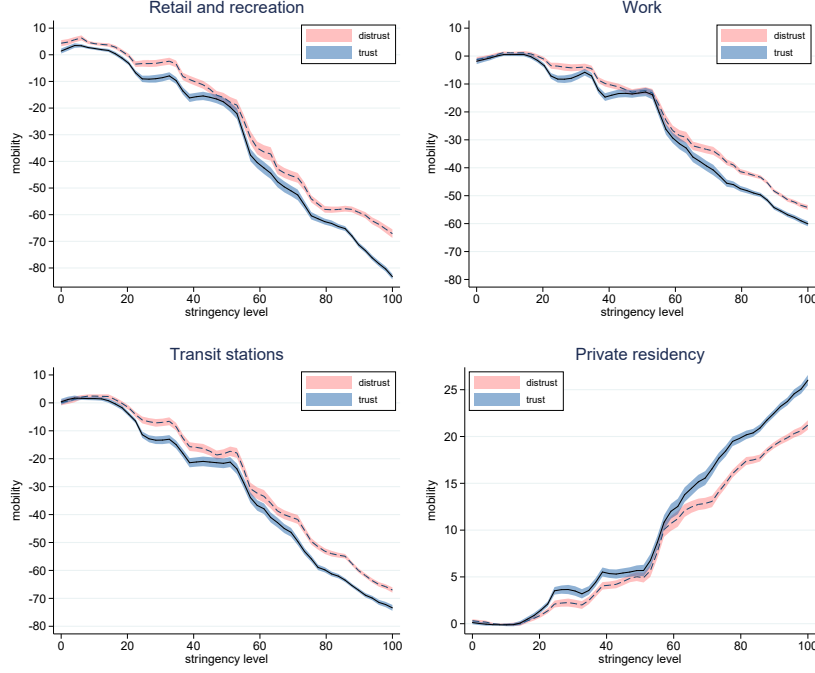 Retail and recreation
distrust
trust
10
0
-10
-20
-30
-40
-50
-60
-70
-80
mobility
0 20 40 60 80 100
stringency level
Work
distrust
trust
10
0
-10
-20
-30
-40
-50
-60
-70
-80
mobility
0 20 40 60 80 100
stringency level
Transit stations
distrust
trust
10
0
-10
-20
-30
-40
-50
-60
-70
-80
mobility
0 20 40 60 80 100
stringency level
Private residency
distrust
trust
25
20
15
10
5
0
mobility
0 20 40 60 80 100
stringency level